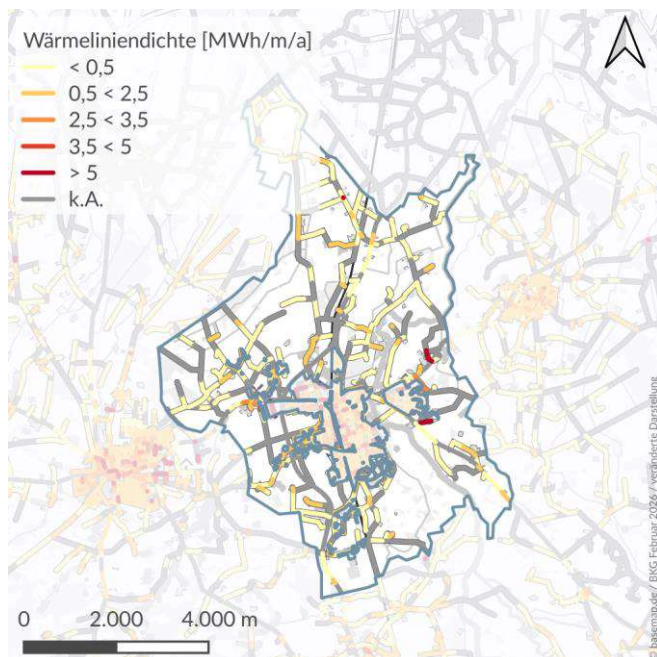 Wärmeliniendichte [MWh/m/a]
< 0,5
0,5 < 2,5
2,5 < 3,5
3,5 < 5
> 5
k.A.
0 2.000 4.000 m
© basemap.de / BKG Februar 2026 / veränderte Darstellung